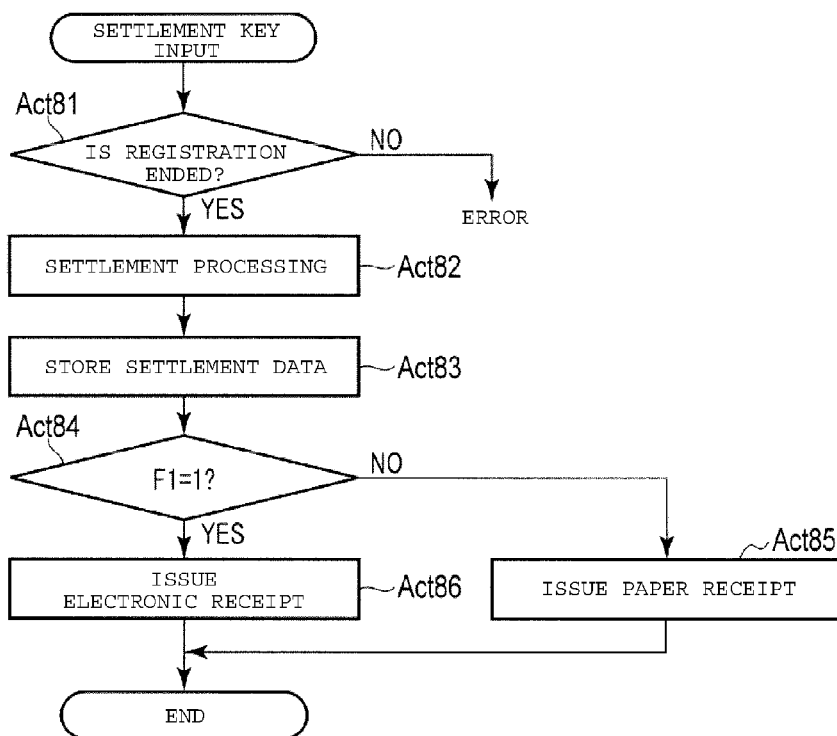 SETTLEMENT KEY
INPUT
Act81
IS REGISTRATION
ENDED?
NO
YES
ERROR
SETTLEMENT PROCESSING
Act82
STORE SETTLEMENT DATA
Act83
Act84
F1=1?
NO
YES
Act85
ISSUE
ELECTRONIC RECEIPT
Act86
ISSUE PAPER RECEIPT
END